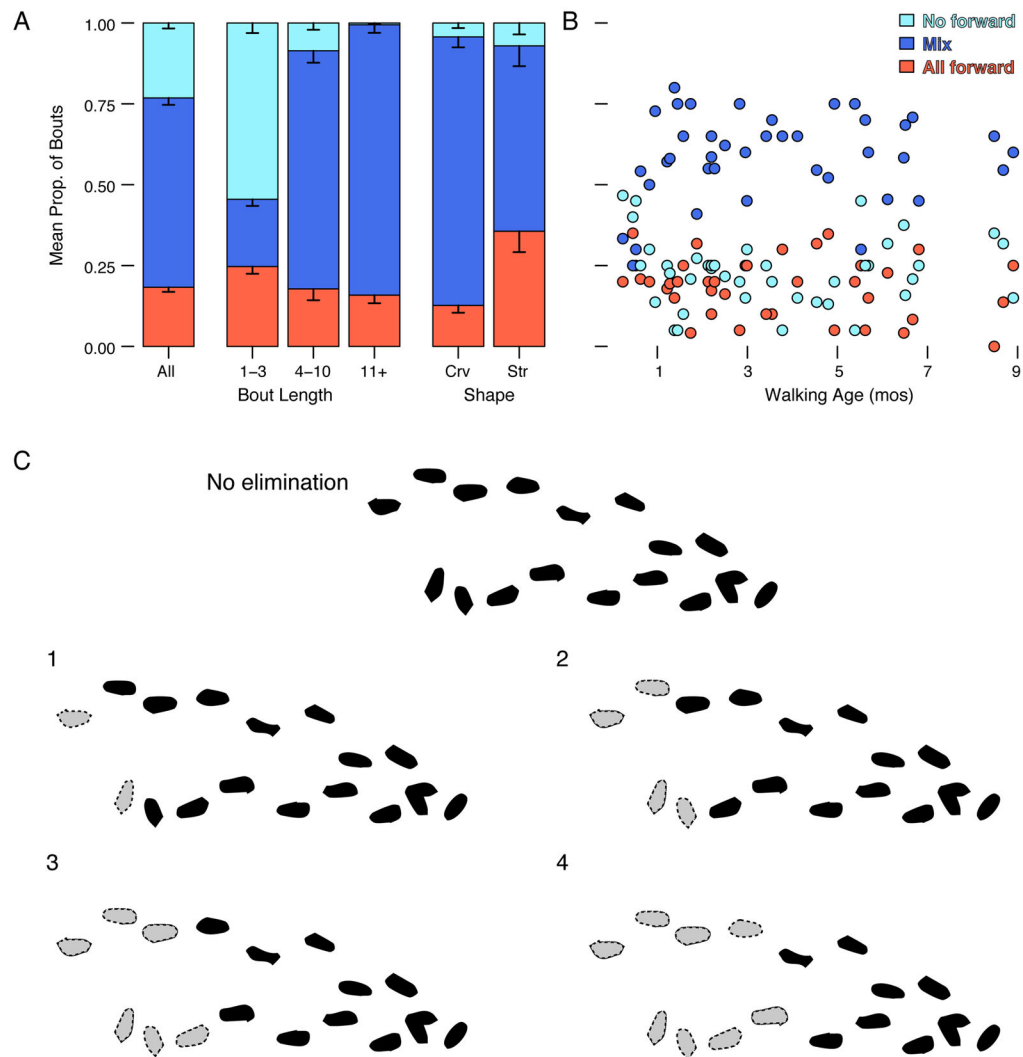 A
Mean Prop. of Bouts
1.00
0.75
0.50
0.25
0.00
All
1–3
4–10
11+
Crv
Str
Bout Length
Shape
B
No forward
Mix
All forward
1
3
5
7
9
Walking Age (mos)
C
No elimination
1
2
3
4